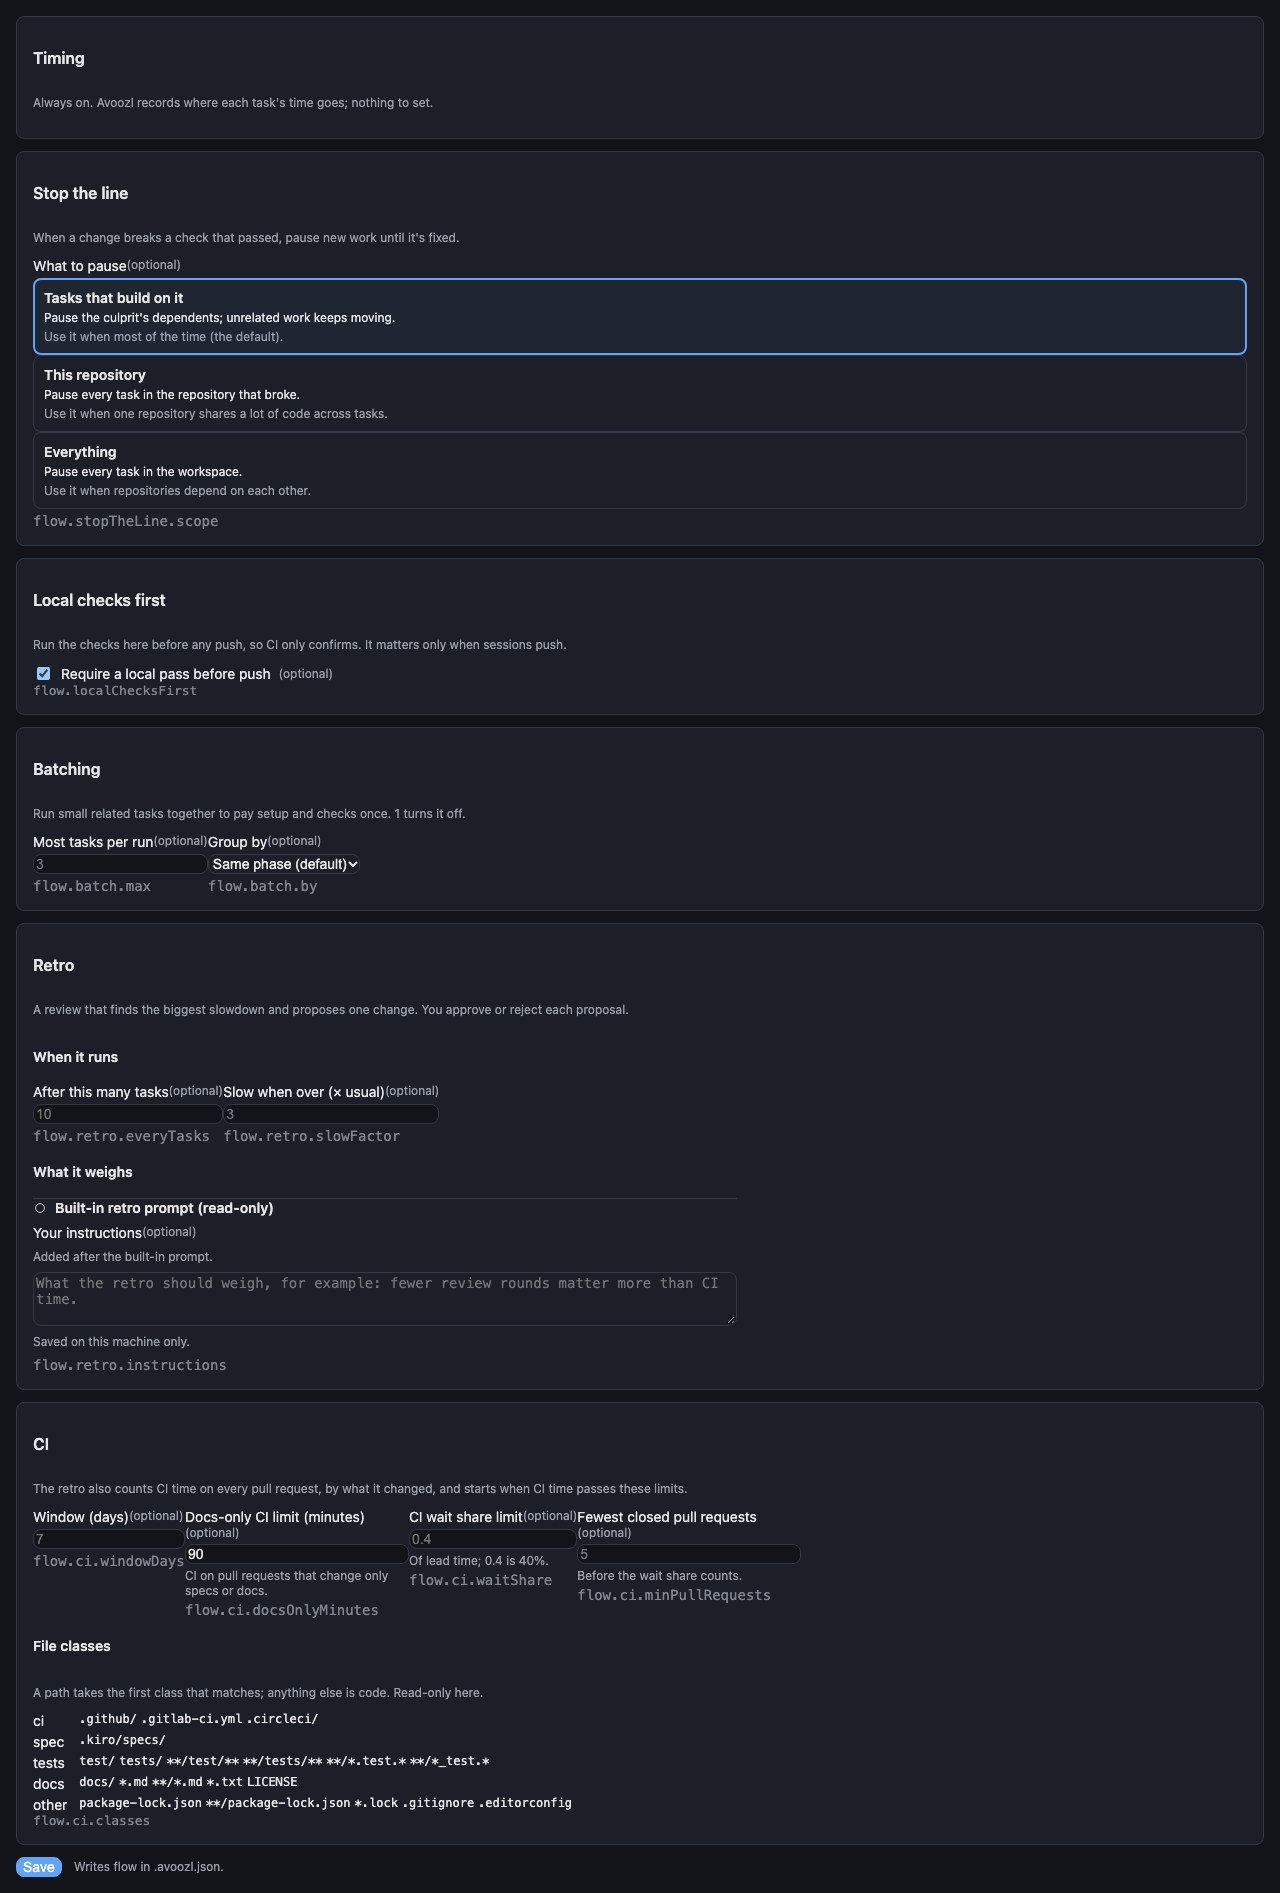 Timing
Always on. Avoozl records where each task's time goes; nothing to set.
Stop the line
When a change breaks a check that passed, pause new work until it's fixed.
What to pause(optional)
Tasks that build on it
Pause the culprit's dependents; unrelated work keeps moving.
Use it when most of the time (the default).
This repository
Pause every task in the repository that broke.
Use it when one repository shares a lot of code across tasks.
Everything
Pause every task in the workspace.
Use it when repositories depend on each other.
flow.stopTheLine.scope
Local checks first
Run the checks here before any push, so CI only confirms. It matters only when sessions push.
Require a local pass before push (optional)
flow.localChecksFirst
Batching
Run small related tasks together to pay setup and checks once. 1 turns it off.
Most tasks per run(optional)Group by(optional)
3 Same phase (default)
flow.batch.max flow.batch.by
Retro
A review that finds the biggest slowdown and proposes one change. You approve or reject each proposal.
When it runs
After this many tasks(optional)Slow when over (× usual)(optional)
10 3
flow.retro.everyTasks flow.retro.slowFactor
What it weighs
Built-in retro prompt (read-only)
Your instructions(optional)
Added after the built-in prompt.
What the retro should weigh, for example: fewer review rounds matter more than CI
time.
Saved on this machine only.
flow.retro.instructions
CI
The retro also counts CI time on every pull request, by what it changed, and starts when CI time passes these limits.
Window (days)(optional)
7
flow.ci.windowDays
Docs-only CI limit (minutes)
(optional)
90
CI on pull requests that change only
specs or docs.
flow.ci.docsOnlyMinutes
CI wait share limit(optional)
0.4
Of lead time; 0.4 is 40%.
flow.ci.waitShare
Fewest closed pull requests
(optional)
5
Before the wait share counts.
flow.ci.minPullRequests
File classes
A path takes the first class that matches; anything else is code. Read-only here.
ci .github/ .gitlab-ci.yml .circleci/
spec .kiro/specs/
tests test/ tests/ **/test/** **/tests/** **/*.test.* **/*_test.*
docs docs/ *.md **/*.md *.txt LICENSE
other package-lock.json **/package-lock.json *.lock .gitignore .editorconfig
flow.ci.classes
Save Writes flow in .avoozl.json.